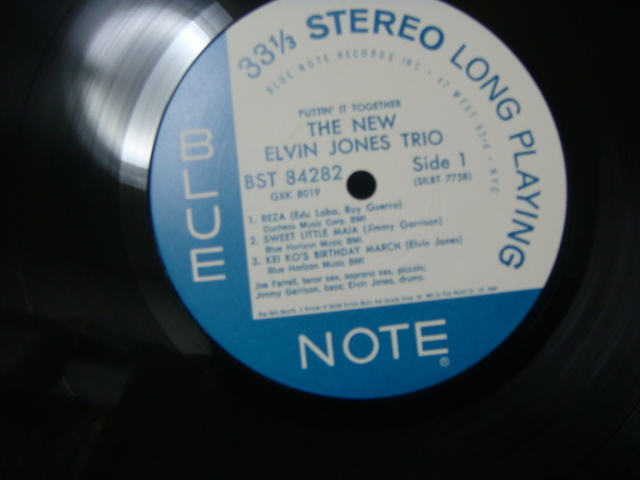 33⅓ STEREO LONG PLAYING
BLUE NOTE RECORDS INC • 47 WEST 63rd • NYC
PUTTIN' IT TOGETHER
THE NEW
ELVIN JONES TRIO
BST 84282
GXK 8019
Side 1
(SILBT 7758)
1. REZA (Edu Lobo, Ruy Guerra)
Duchess Music Corp. BMI
2. SWEET LITTLE MAIA (Jimmy Garrison)
Blue Horizon Music BMI
3. KEI KO'S BIRTHDAY MARCH (Elvin Jones)
Blue Horizon Music BMI
Joe Farrell, tenor sax, soprano sax, piccolo;
Jimmy Garrison, bass; Elvin Jones, drums.
BLUE
NOTE®